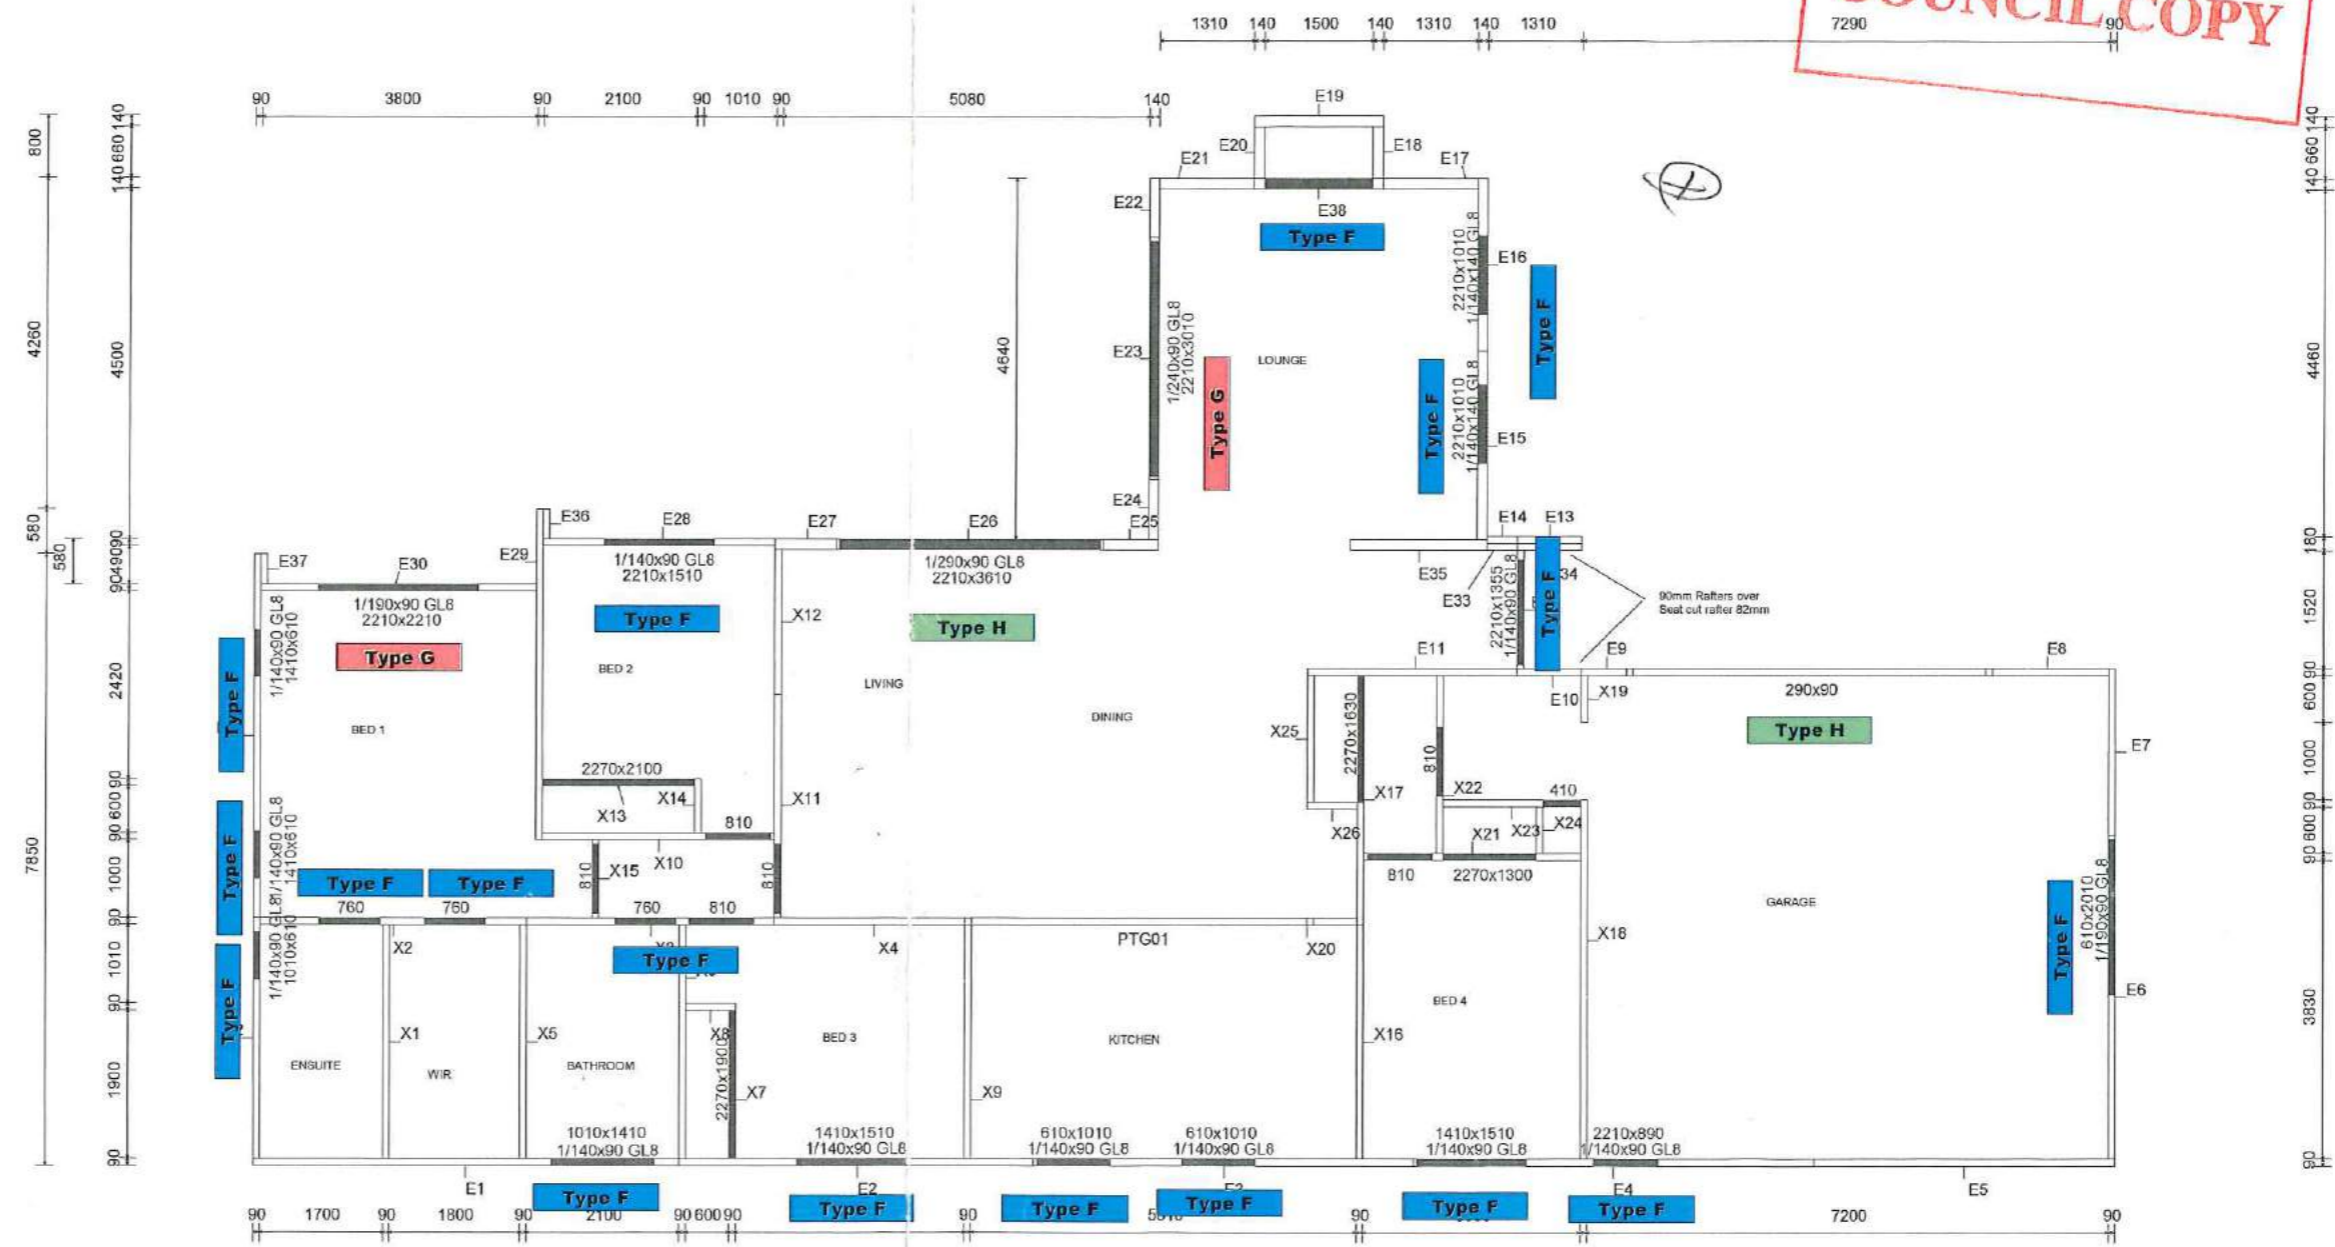 COUNCIL COPY
1310 140 1500 140 1310 140 1310 7290 90
90 3800 90 2100 90 1010 90 5080 140
E19
E20 E18
E21 E17
E22
E38
Type F
800
4260
580
580
7850
140
660
140
4500
90
490
90
2420
90
600
90
1000
90
1010
90
1900
90
4640
E23
1/240x90 GL8
2210x3010
Type G
LOUNGE
2210x1010
1/140x140 GL8
E16
Type F
Type F
2210x1010
1/140x140 GL8
E15
E24
E25
E14 E13
E37
E30
E29
1/190x90 GL8
2210x2210
Type G
BED 1
E36
E28
1/140x90 GL8
2210x1510
Type F
BED 2
E27
E26
1/290x90 GL8
2210x3610
Type H
X12
LIVING
DINING
E35
E33
34
2210x1355
1/140x90 GL8
Type F
90mm Rafters over
Seat cut rafter 82mm
E11
E9
E8
E10
X19
290x90
Type H
E7
1/140x90 GL8
1410x610
Type F
1/140x90 GL8
1410x610
Type F
1/140x90 GL8
1010x610
Type F
2270x2100
X13
X14
810
X11
X25
2270x1630
X17
810
X22
410
X26
X21
X23
X24
810
2270x1300
Type F
Type F
760
760
810
X15
X10
760
810
810
X2
Type F
X4
PTG01
X20
X18
GARAGE
Type F
610x2010
1/190x90 GL8
E6
X1
X5
X8
2270x1900
X7
BED 3
X9
KITCHEN
X16
BED 4
ENSUITE
WIR
BATHROOM
1010x1410
1/140x90 GL8
1410x1510
1/140x90 GL8
610x1010
1/140x90 GL8
610x1010
1/140x90 GL8
1410x1510
1/140x90 GL8
2210x890
1/140x90 GL8
E1 E2 E3 E4 E5
Type F
Type F
Type F
Type F
Type F
Type F
90 1700 90 1800 90 2100 90 600 90 90 90 7200 90
140
660
140
4460
180
1520
90
600
1000
90
600
90
3830
90